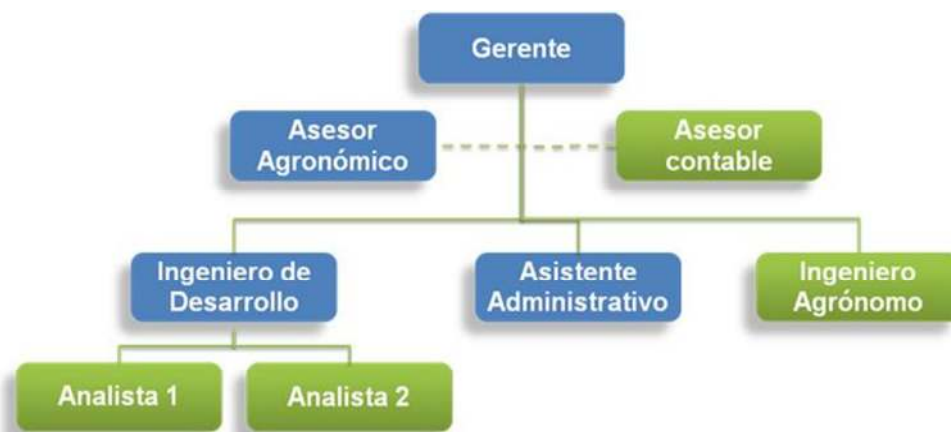 Gerente
Asesor
Agronómico
Asesor
contable
Ingeniero de
Desarrollo
Asistente
Administrativo
Ingeniero
Agrónomo
Analista 1
Analista 2